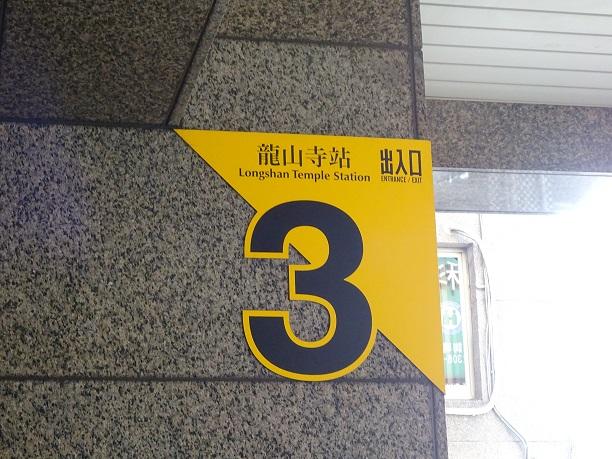 龍山寺站
Longshan Temple Station
出入口
ENTRANCE / EXIT
3